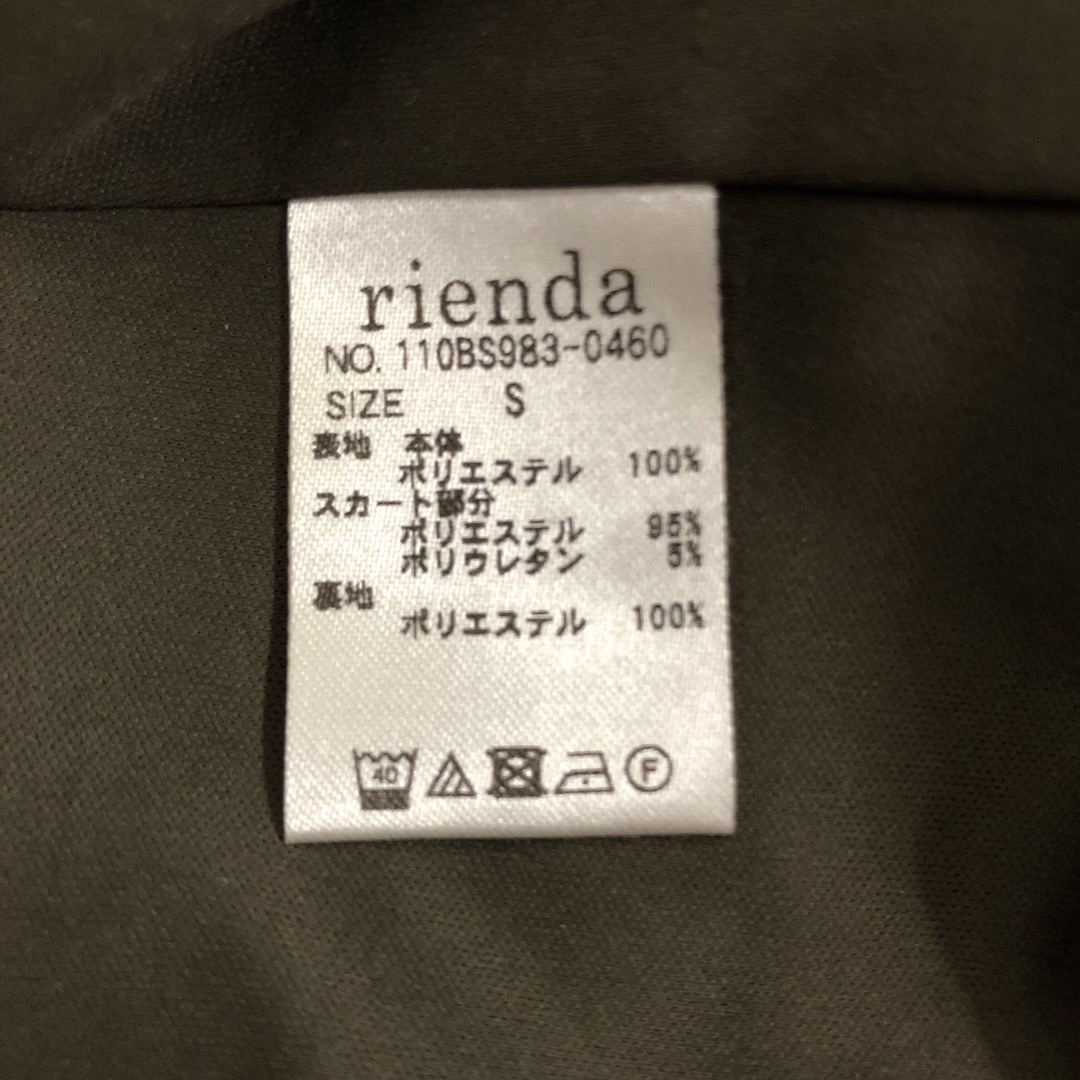 rienda
NO. 110BS983-0460
SIZE S
表地 本体
ポリエステル 100%
スカート部分
ポリエステル 95%
ポリウレタン 5%
裏地
ポリエステル 100%
40 F